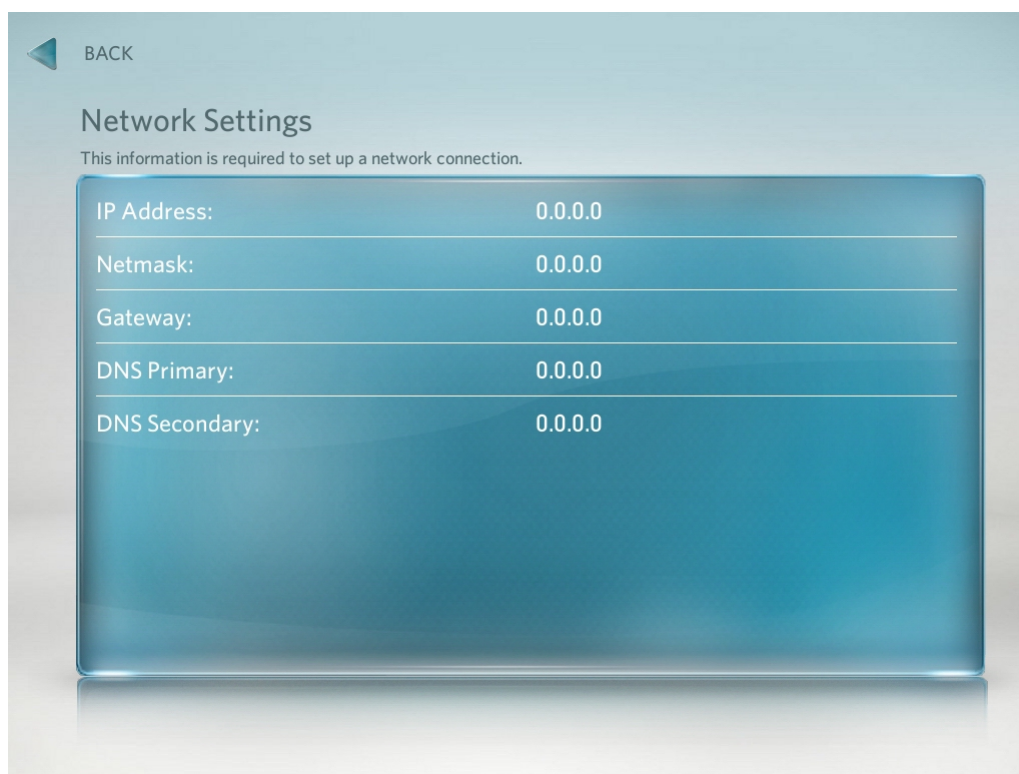 BACK
Network Settings
This information is required to set up a network connection.
IP Address: 0.0.0.0
Netmask: 0.0.0.0
Gateway: 0.0.0.0
DNS Primary: 0.0.0.0
DNS Secondary: 0.0.0.0